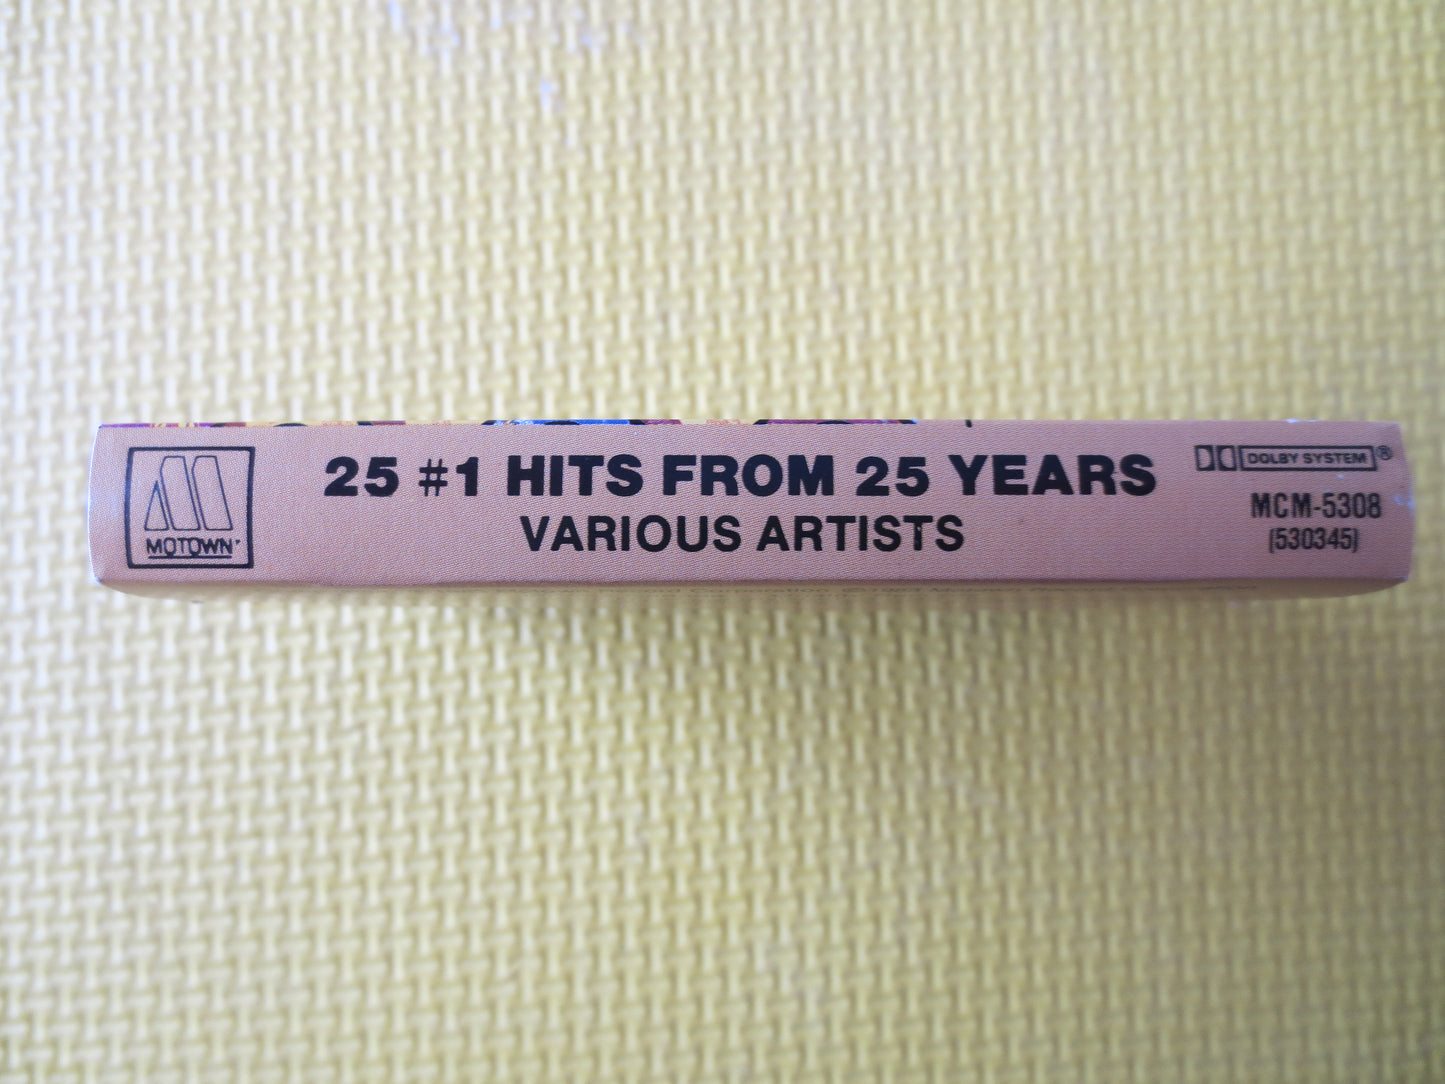 MOTOWN
25 #1 HITS FROM 25 YEARS
VARIOUS ARTISTS
DOLBY SYSTEM ®
MCM-5308
(530345)